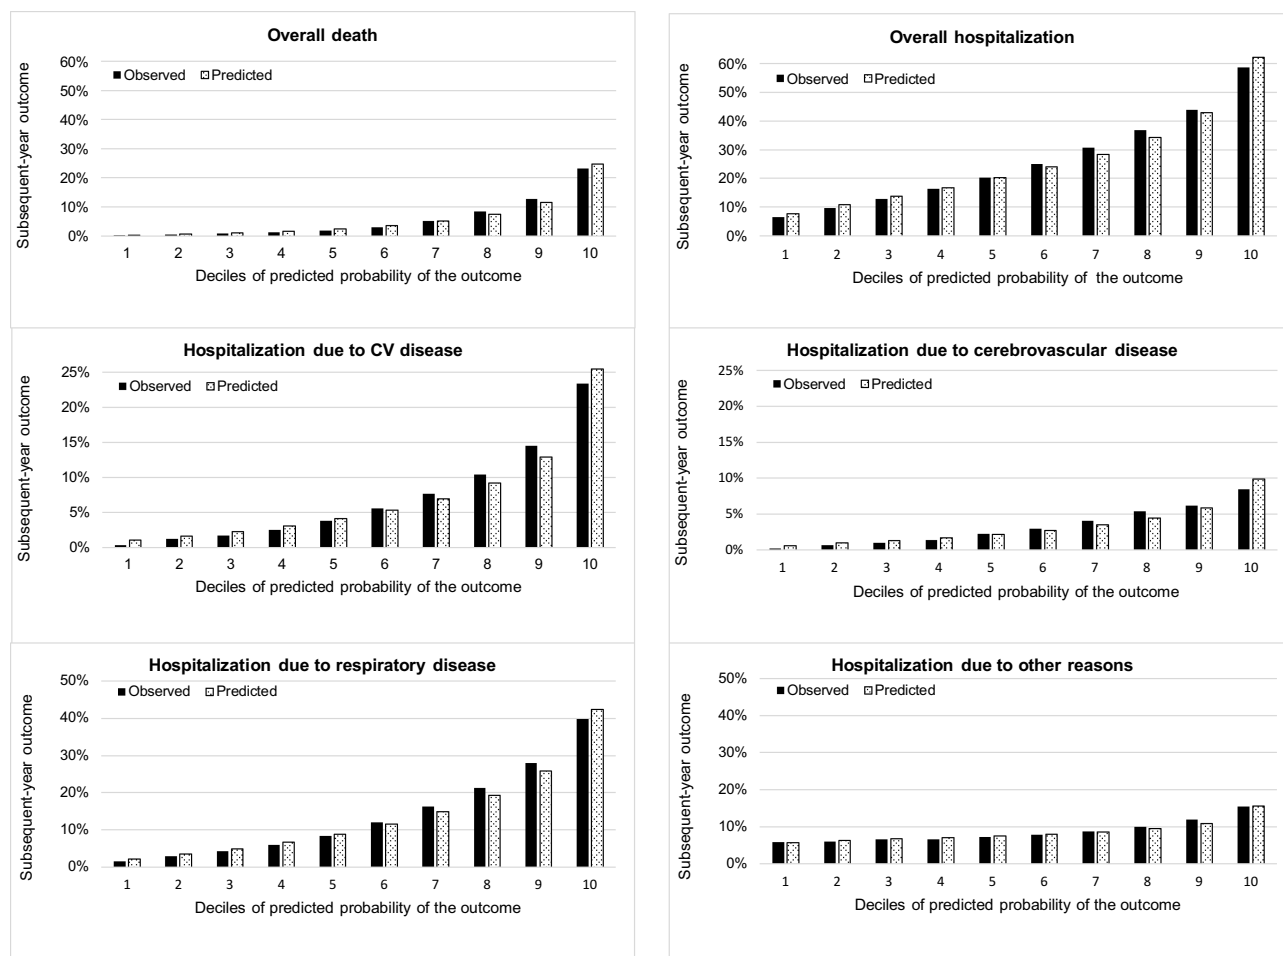 Overall death
Subsequent-year outcome
Observed Predicted
60%
50%
40%
30%
20%
10%
0%
1 2 3 4 5 6 7 8 9 10
Deciles of predicted probability of the outcome
Overall hospitalization
Subsequent-year outcome
Observed Predicted
60%
50%
40%
30%
20%
10%
0%
1 2 3 4 5 6 7 8 9 10
Deciles of predicted probability of the outcome
Hospitalization due to CV disease
Subsequent-year outcome
Observed Predicted
25%
20%
15%
10%
5%
0%
1 2 3 4 5 6 7 8 9 10
Deciles of predicted probability of the outcome
Hospitalization due to cerebrovascular disease
Subsequent-year outcome
Observed Predicted
25%
20%
15%
10%
5%
0%
1 2 3 4 5 6 7 8 9 10
Deciles of predicted probability of the outcome
Hospitalization due to respiratory disease
Subsequent-year outcome
Observed Predicted
50%
40%
30%
20%
10%
0%
1 2 3 4 5 6 7 8 9 10
Deciles of predicted probability of the outcome
Hospitalization due to other reasons
Subsequent-year outcome
Observed Predicted
50%
40%
30%
20%
10%
0%
1 2 3 4 5 6 7 8 9 10
Deciles of predicted probability of the outcome